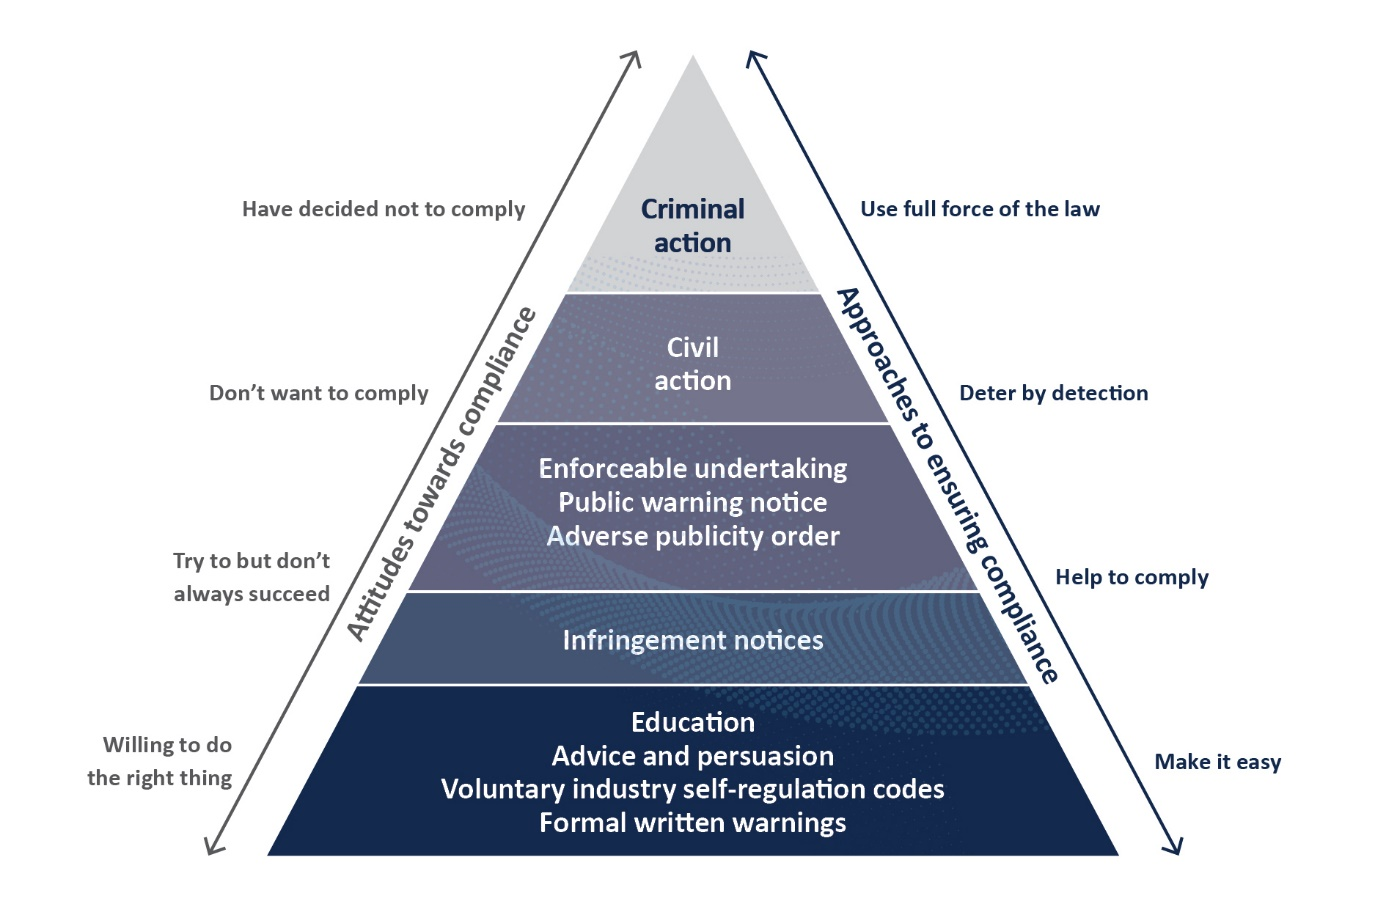 Have decided not to comply
Don’t want to comply
Try to but don’t
always succeed
Willing to do
the right thing
Attitudes towards compliance
Criminal
action
Civil
action
Enforceable undertaking
Public warning notice
Adverse publicity order
Infringement notices
Education
Advice and persuasion
Voluntary industry self-regulation codes
Formal written warnings
Approaches to ensuring compliance
Use full force of the law
Deter by detection
Help to comply
Make it easy